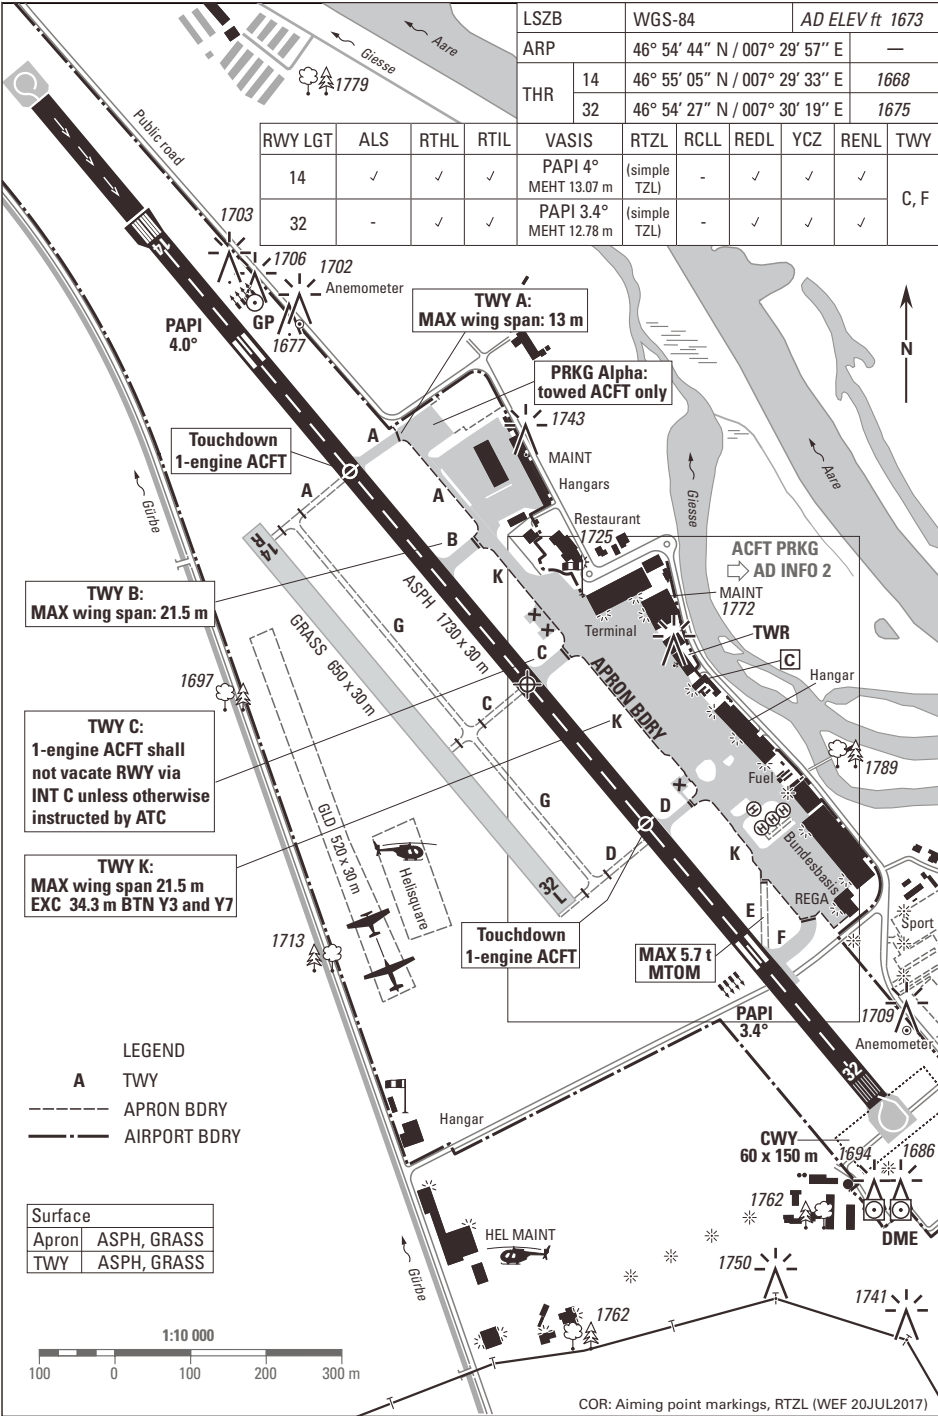 LSZB WGS-84 AD ELEV ft 1673
ARP 46° 54′ 44″ N / 007° 29′ 57″ E —
THR 14 46° 55′ 05″ N / 007° 29′ 33″ E 1668
32 46° 54′ 27″ N / 007° 30′ 19″ E 1675
RWY LGT ALS RTHL RTIL VASIS RTZL RCLL REDL YCZ RENL TWY
14 ✓ ✓ ✓ PAPI 4° MEHT 13.07 m (simple TZL) - ✓ ✓ ✓ C, F
32 - ✓ ✓ PAPI 3.4° MEHT 12.78 m (simple TZL) - ✓ ✓ ✓
Giesse
Aare
1779
Public road
14
1703
1706
1702
Anemometer
GP
1677
PAPI
4.0°
TWY A:
MAX wing span: 13 m
N
PRKG Alpha:
towed ACFT only
1743
MAINT
Hangars
A
Touchdown
1-engine ACFT
A
A
Gürbe
Giesse
Aare
Restaurant
1725
14
R
B
K
ACFT PRKG
AD INFO 2
MAINT
1772
TWY B:
MAX wing span: 21.5 m
ASPH 1730 x 30 m
GRASS 650 x 30 m
G
Terminal
TWR
C
C
Hangar
APRON BDRY
1697
C
K
TWY C:
1-engine ACFT shall
not vacate RWY via
INT C unless otherwise
instructed by ATC
1789
Fuel
G
D
H
H H H
GLD 520 x 30 m
Helisquare
D
K
Bundesbasis
TWY K:
MAX wing span 21.5 m
EXC 34.3 m BTN Y3 and Y7
32
L
REGA
E
F
Sport
1713
Touchdown
1-engine ACFT
MAX 5.7 t
MTOM
PAPI
3.4°
1709
Anemometer
32
LEGEND
A TWY
APRON BDRY
AIRPORT BDRY
Hangar
CWY
60 x 150 m
1694
1686
1762
DME
Surface
Apron ASPH, GRASS
TWY ASPH, GRASS
HEL MAINT
Gürbe
1750
1741
1762
1:10 000
100 0 100 200 300 m
COR: Aiming point markings, RTZL (WEF 20JUL2017)